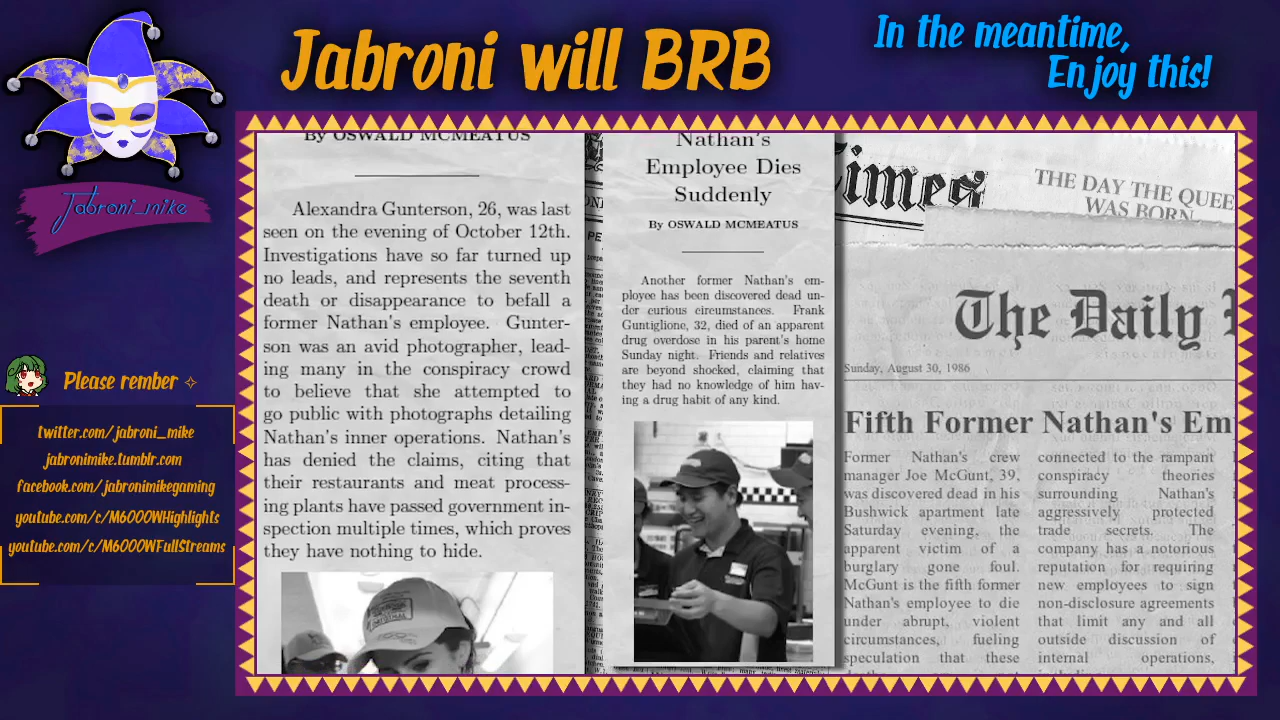 Jabroni will BRB
In the meantime,
Enjoy this!
Jabroni_mike
Please rember ✧
twitter.com/jabroni_mike
jabronimike.tumblr.com
facebook.com/jabronimikegaming
youtube.com/c/M6000WHighlights
youtube.com/c/M6000WFullStreams
By OSWALD MCMEATUS
Alexandra Gunterson, 26, was last
seen on the evening of October 12th.
Investigations have so far turned up
no leads, and represents the seventh
death or disappearance to befall a
former Nathan's employee. Gunter-
son was an avid photographer, lead-
ing many in the conspiracy crowd
to believe that she attempted to
go public with photographs detailing
Nathan's inner operations. Nathan's
has denied the claims, citing that
their restaurants and meat process-
ing plants have passed government in-
spection multiple times, which proves
they have nothing to hide.
Nathan's
Employee Dies
Suddenly
By OSWALD MCMEATUS
Another former Nathan's em-
ployee has been discovered dead un-
der curious circumstances. Frank
Guntiglione, 32, died of an apparent
drug overdose in his parent's home
Sunday night. Friends and relatives
are beyond shocked, claiming that
they had no knowledge of him hav-
ing a drug habit of any kind.
Times
THE DAY THE QUEE
WAS BORN
The Daily
Sunday, August 30, 1986
Fifth Former Nathan's Em
Former Nathan's crew
manager Joe McGunt, 39,
was discovered dead in his
Bushwick apartment late
Saturday evening, the
apparent victim of a
burglary gone foul.
McGunt is the fifth former
Nathan's employee to die
under abrupt, violent
circumstances, fueling
speculation that these
connected to the rampant
conspiracy theories
surrounding Nathan's
aggressively protected
trade secrets. The
company has a notorious
reputation for requiring
new employees to sign
non-disclosure agreements
that limit any and all
outside discussion of
internal operations,